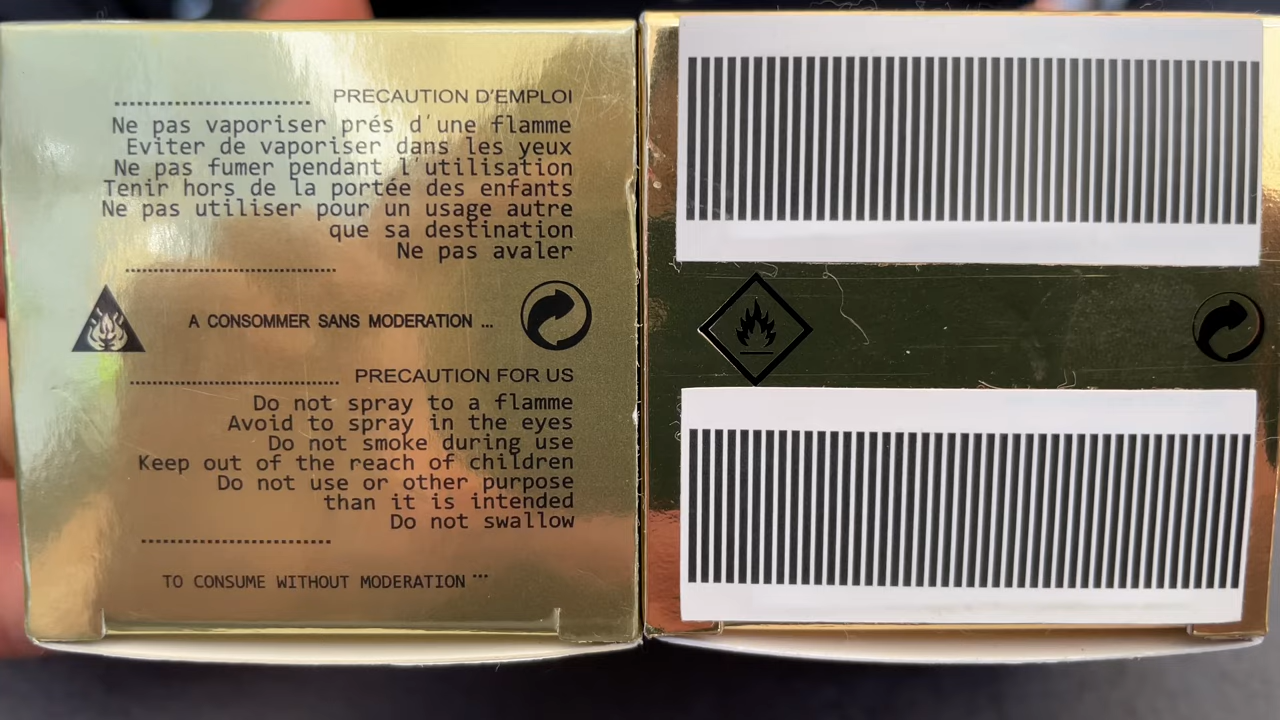 PRECAUTION D'EMPLOI
Ne pas vaporiser prés d'une flamme
Eviter de vaporiser dans les yeux
Ne pas fumer pendant l'utilisation
Tenir hors de la portée des enfants
Ne pas utiliser pour un usage autre
que sa destination
Ne pas avaler
A CONSOMMER SANS MODERATION ...
PRECAUTION FOR US
Do not spray to a flamme
Avoid to spray in the eyes
Do not smoke during use
Keep out of the reach of children
Do not use or other purpose
than it is intended
Do not swallow
TO CONSUME WITHOUT MODERATION ...